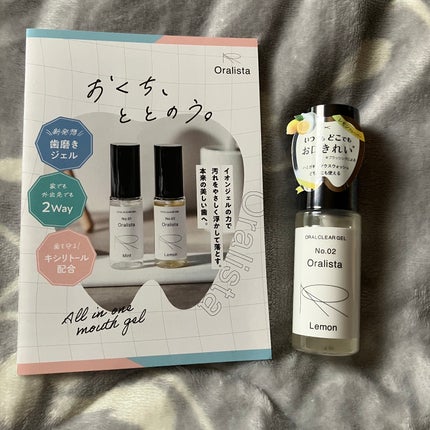 Oralista
おくち、
ととのう。
新発想
歯磨き
ジェル
家でも
外出先でも
2Way
歯を守る!
キシリトール
配合
イオンジェルの力で
汚れをやさしく浮かして落とす。
本来の美しい歯へ。
No.01
Oralista
Mint
No.02
Oralista
Lemon
Oralista
All in one
mouth gel
いつでも、どこでも
お口きれい
ORAL CLEAR GEL
No.02
Oralista
Lemon